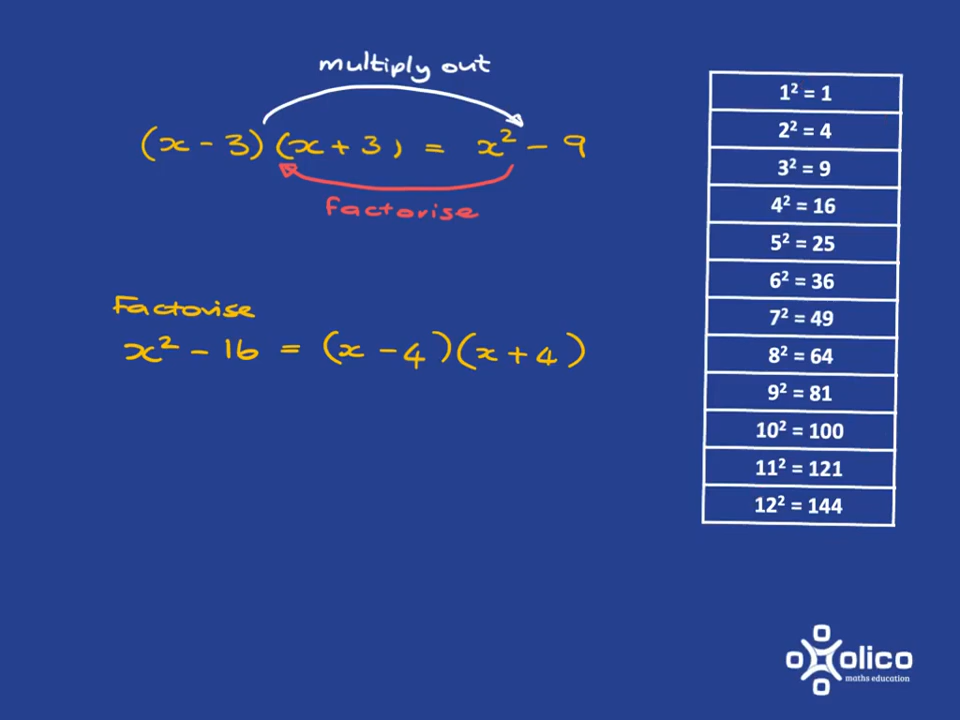 multiply out
(x - 3)(x + 3) = x² - 9
factorise
Factorise
x² - 16 = (x - 4)(x + 4)
1² = 1
2² = 4
3² = 9
4² = 16
5² = 25
6² = 36
7² = 49
8² = 64
9² = 81
10² = 100
11² = 121
12² = 144
olico
maths education